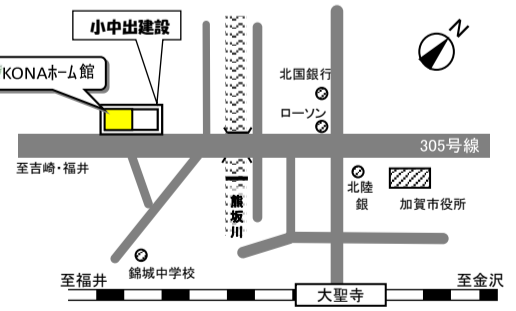 小中出建設
KONAホーム館
N
北国銀行
ローソン
305号線
至吉崎・福井
北陸
銀
加賀市役所
熊坂川
錦城中学校
至福井
至金沢
大聖寺